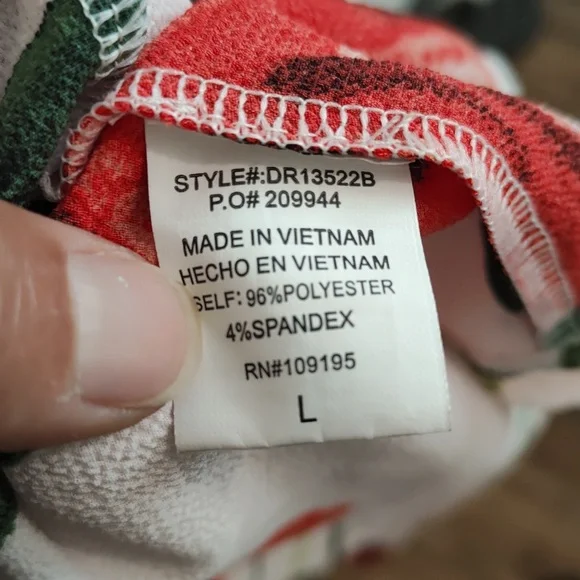 STYLE#:DR13522B
P.O# 209944
MADE IN VIETNAM
HECHO EN VIETNAM
SELF: 96%POLYESTER
4%SPANDEX
RN#109195
L